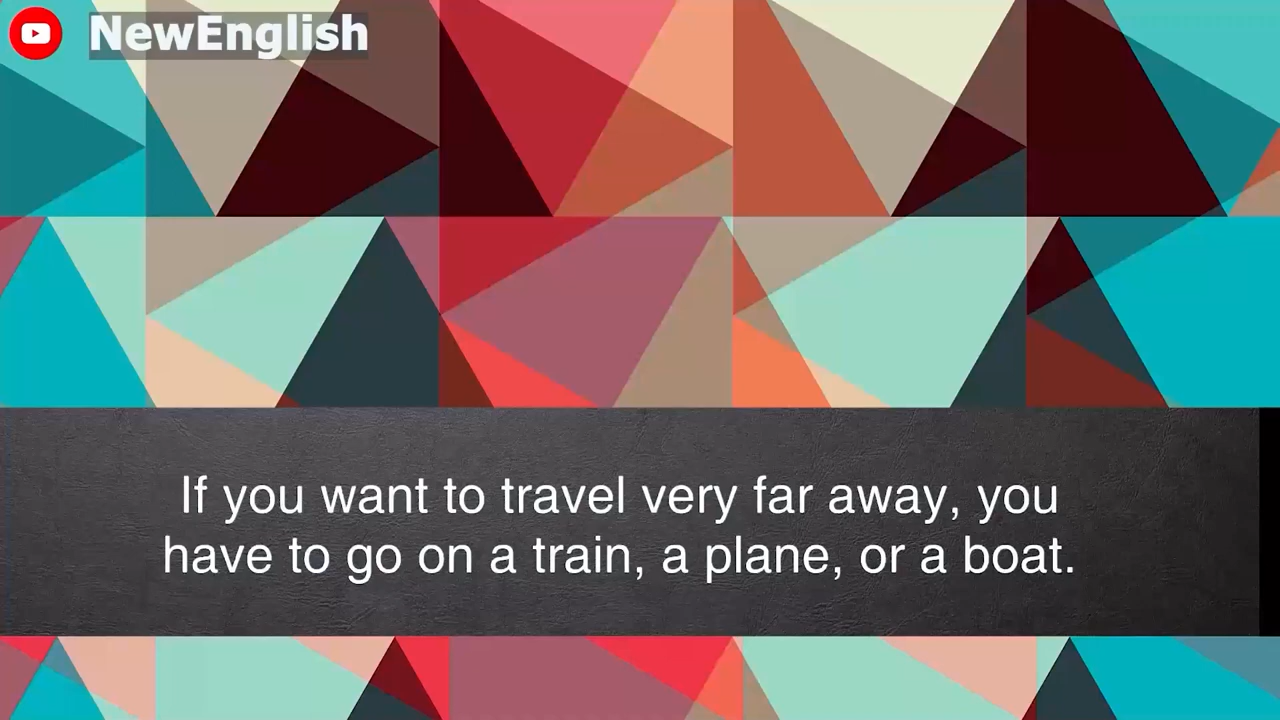 NewEnglish
If you want to travel very far away, you
have to go on a train, a plane, or a boat.